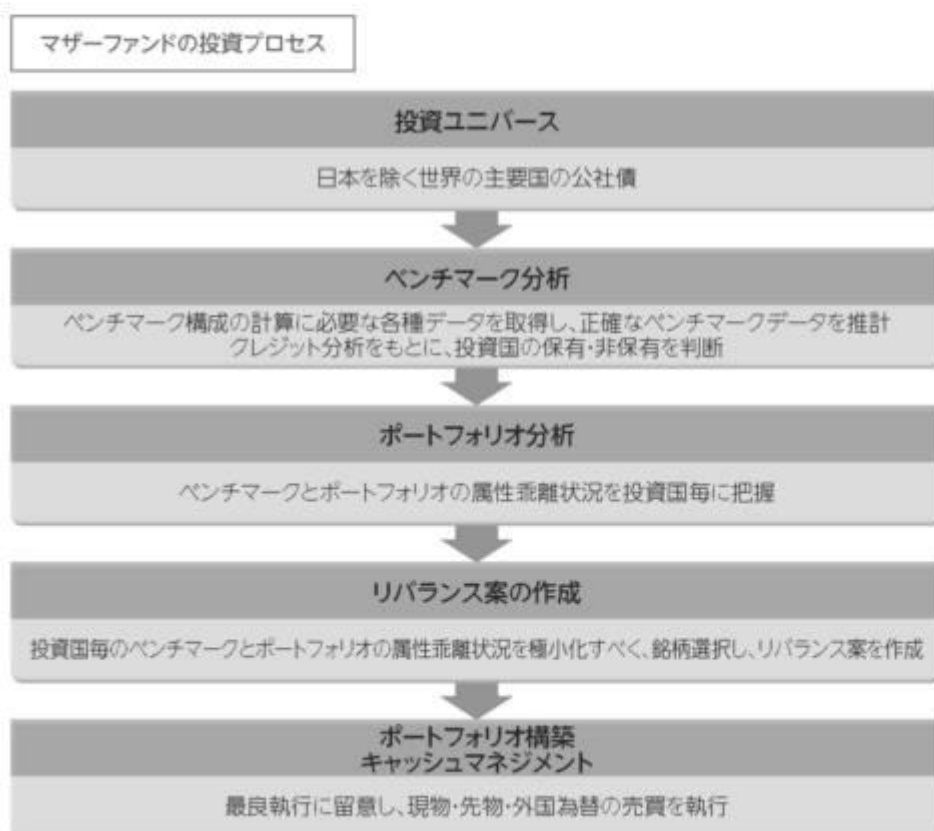 マザーファンドの投資プロセス
投資ユニバース
日本を除く世界の主要国の公社債
ベンチマーク分析
ベンチマーク構成の計算に必要な各種データを取得し、正確なベンチマークデータを推計
クレジット分析をもとに、投資国の保有・非保有を判断
ポートフォリオ分析
ベンチマークとポートフォリオの属性乖離状況を投資国毎に把握
リバランス案の作成
投資国毎のベンチマークとポートフォリオの属性乖離状況を極小化すべく、銘柄選択し、リバランス案を作成
ポートフォリオ構築
キャッシュマネジメント
最良執行に留意し、現物・先物・外国為替の売買を執行